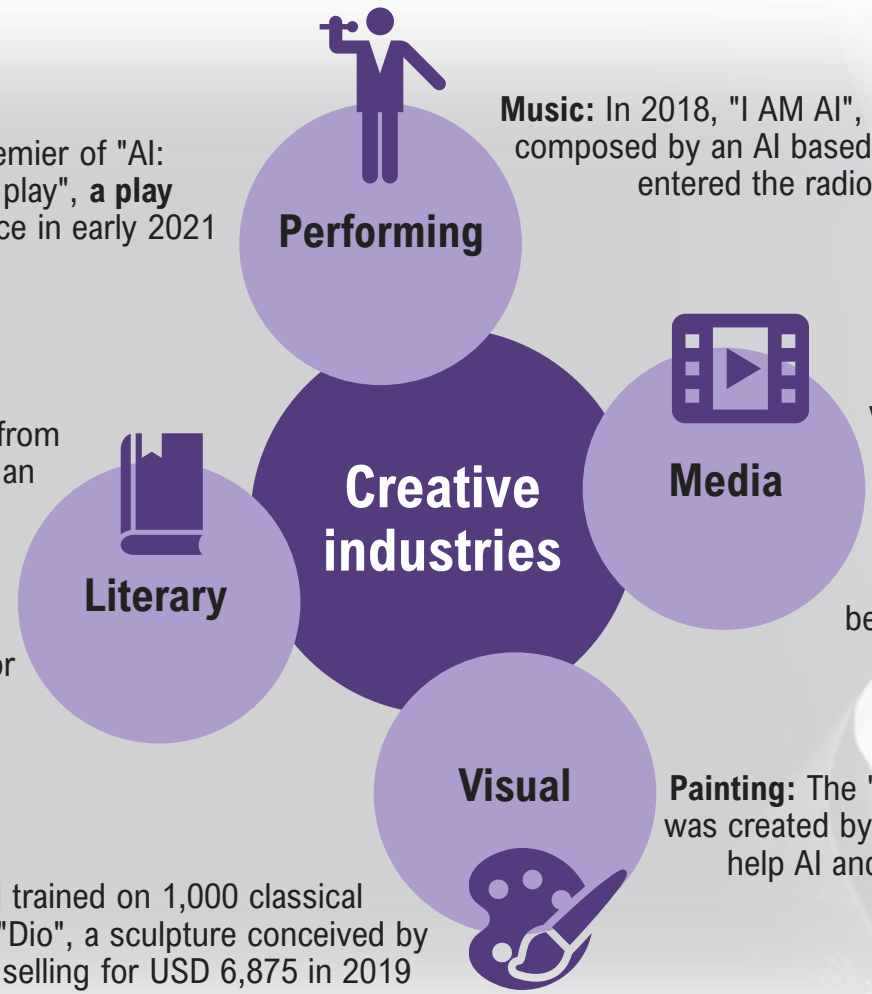 Music: In 2018, "I AM AI",
composed by an AI based
entered the radio
emier of "AI:
play", a play
ce in early 2021
Performing
from
an
or
Literary
Creative
industries
Media
be
Visual
Painting: The "
was created by
help AI and
trained on 1,000 classical
"Dio", a sculpture conceived by
selling for USD 6,875 in 2019